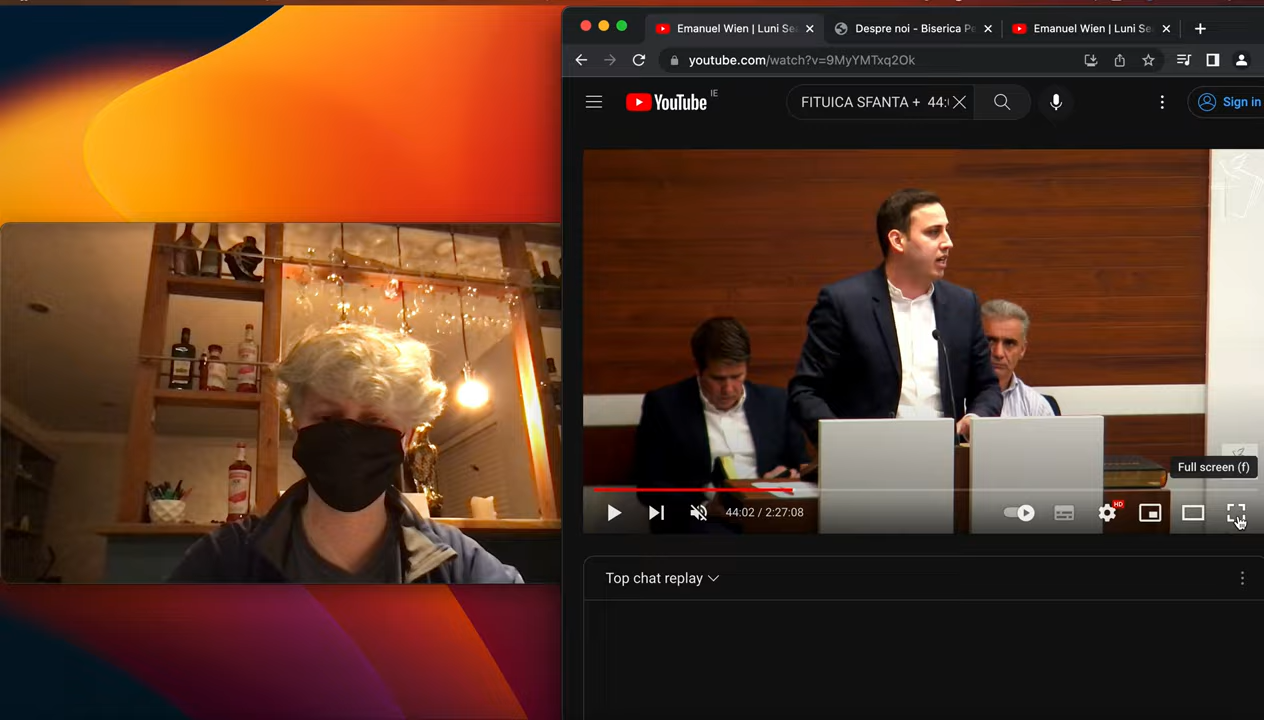 Emanuel Wien | Luni Se
Despre noi - Biserica Pe
Emanuel Wien | Luni Se
youtube.com/watch?v=9MyYMTxq2Ok
YouTube IE
FITUICA SFANTA + 44:
Sign in
Full screen (f)
44:02 / 2:27:08
HD
Top chat replay